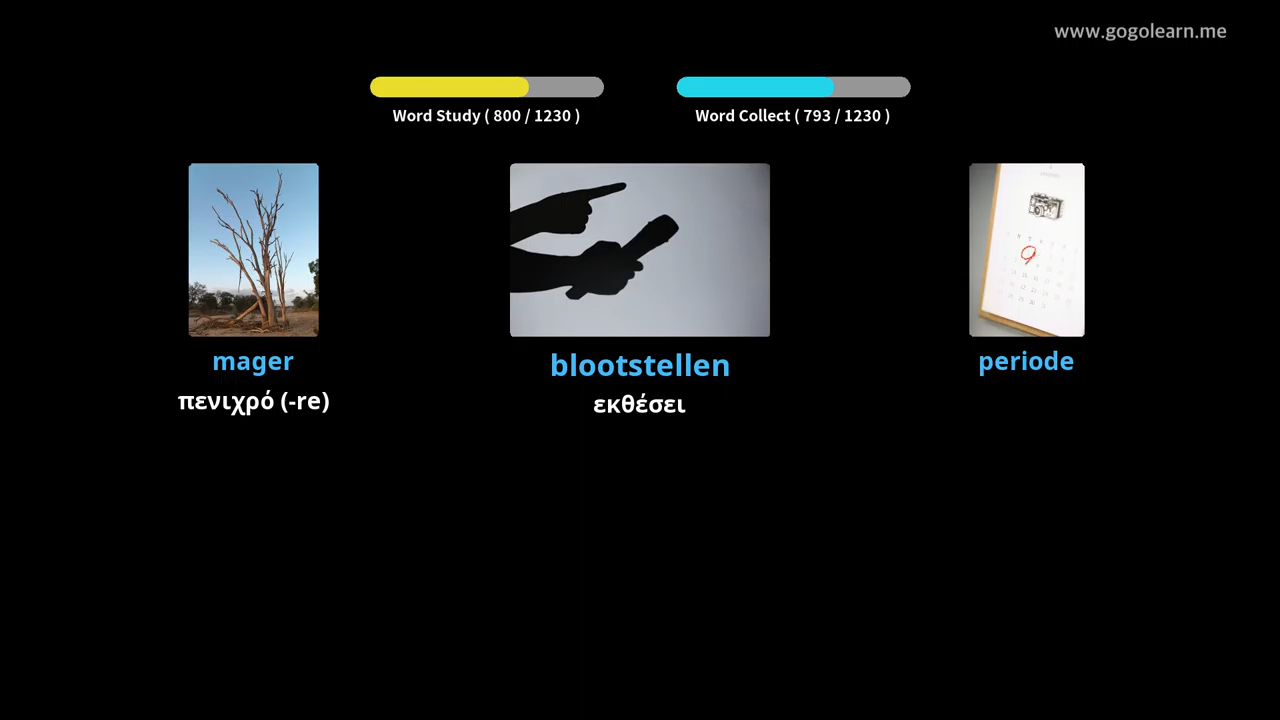 www.gogolearn.me
Word Study ( 800 / 1230 )
Word Collect ( 793 / 1230 )
mager
blootstellen
periode
πενιχρό (-re)
εκθέσει